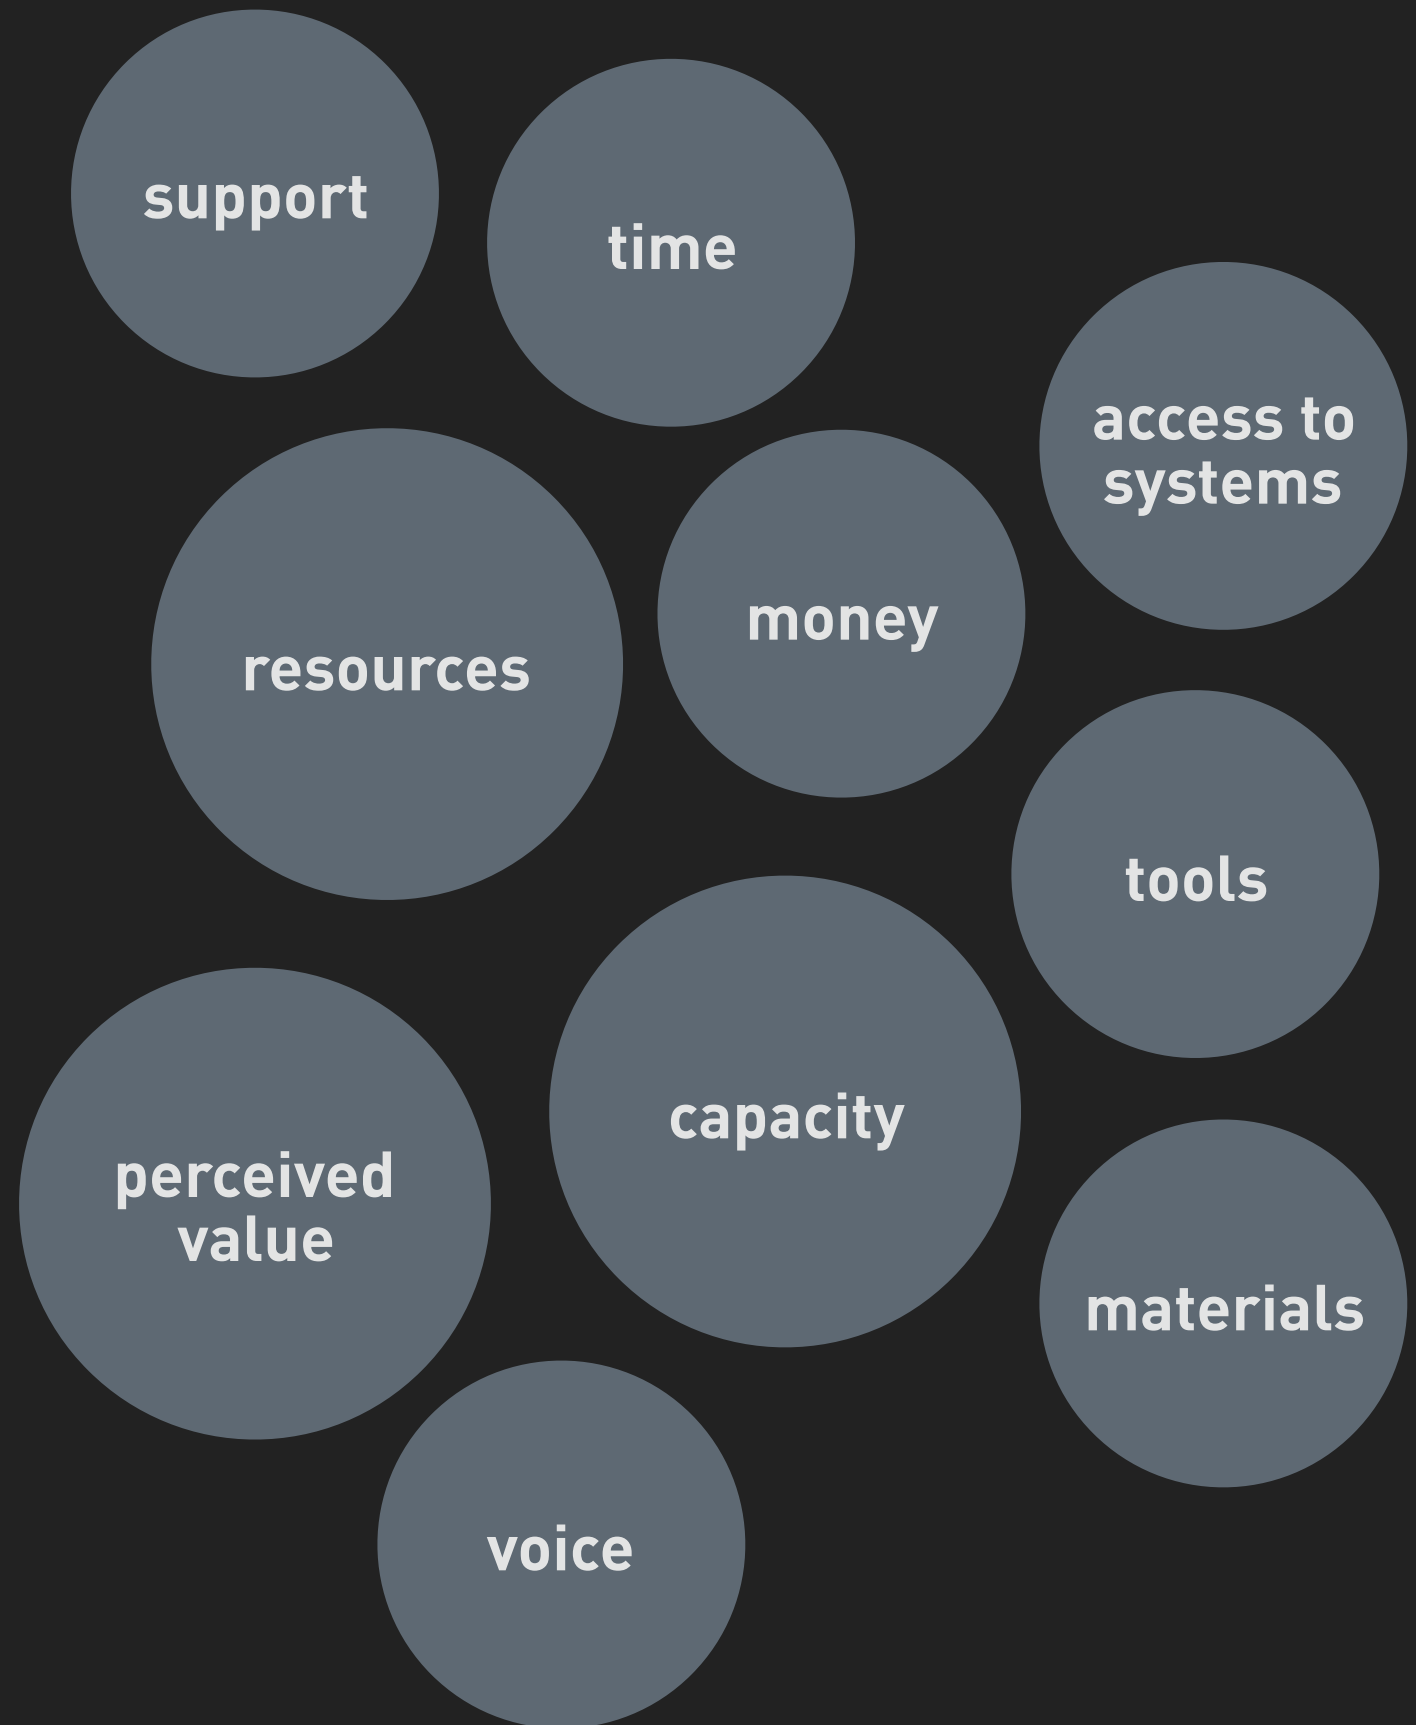 support
time
access to
systems
money
resources
tools
capacity
perceived
value
materials
voice